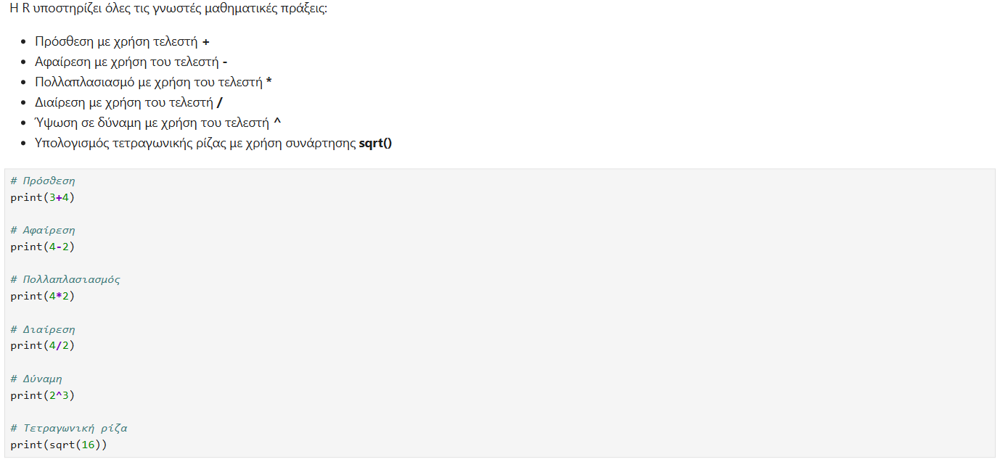 Η R υποστηρίζει όλες τις γνωστές μαθηματικές πράξεις:
• Πρόσθεση με χρήση τελεστή +
• Αφαίρεση με χρήση του τελεστή -
• Πολλαπλασιασμό με χρήση του τελεστή *
• Διαίρεση με χρήση του τελεστή /
• Ύψωση σε δύναμη με χρήση του τελεστή ^
• Υπολογισμός τετραγωνικής ρίζας με χρήση συνάρτησης sqrt()
# Πρόσθεση
print(3+4)
# Αφαίρεση
print(4-2)
# Πολλαπλασιασμός
print(4*2)
# Διαίρεση
print(4/2)
# Δύναμη
print(2^3)
# Τετραγωνική ρίζα
print(sqrt(16))